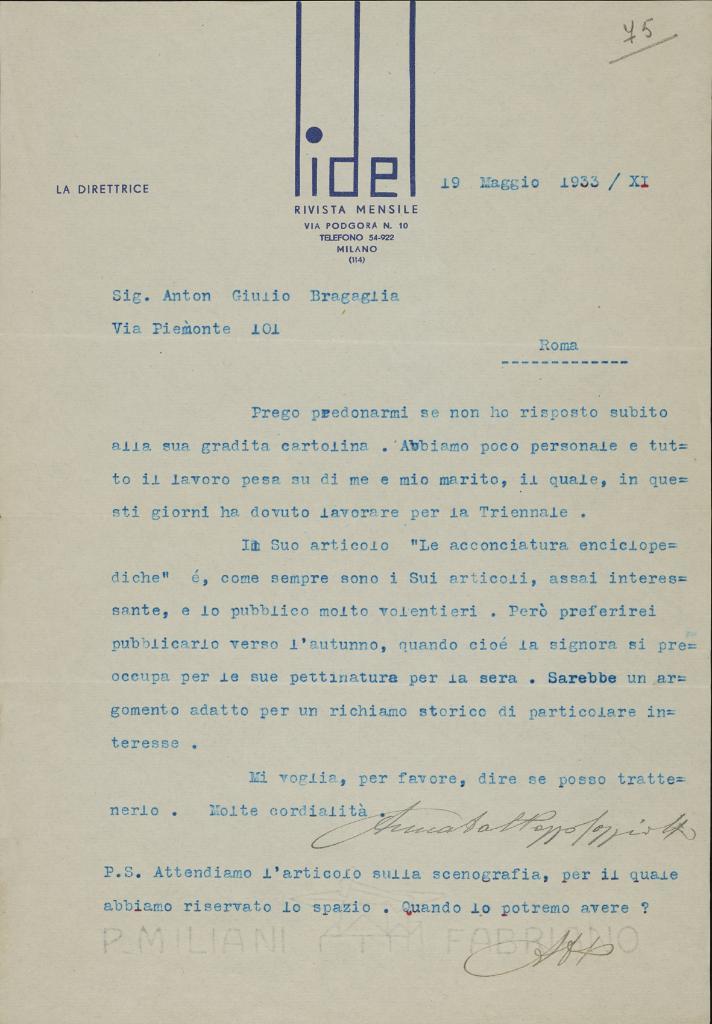 75
lidel
LA DIRETTRICE
19 Maggio 1933 / XI
RIVISTA MENSILE
VIA PODGORA N. 10
TELEFONO 54-922
MILANO
(114)
Sig. Anton Giulio Bragaglia
Via Piemònte 101
Roma
Prego predonarmi se non ho risposto subito
alla sua gradita cartolina . Abbiamo poco personale e tut=
to il lavoro pesa su di me e mio marito, il quale, in que=
sti giorni ha dovuto lavorare per la Triennale .
Il Suo articolo "Le acconciatura enciclope=
diche" é, come sempre sono i Sui articoli, assai interes=
sante, e lo pubblico molto volentieri . Però preferirei
pubblicarlo verso l'autunno, quando cioé la signora si pre=
occupa per le sue pettinatura per la sera . Sarebbe un ar=
gomento adatto per un richiamo storico di particolare in=
teresse .
Mi voglia, per favore, dire se posso tratte=
nerlo . Molte cordialità .
P.S. Attendiamo l'articolo sulla scenografia, per il quale
abbiamo riservato lo spazio . Quando lo potremo avere ?
P. MILIANI FABRIANO